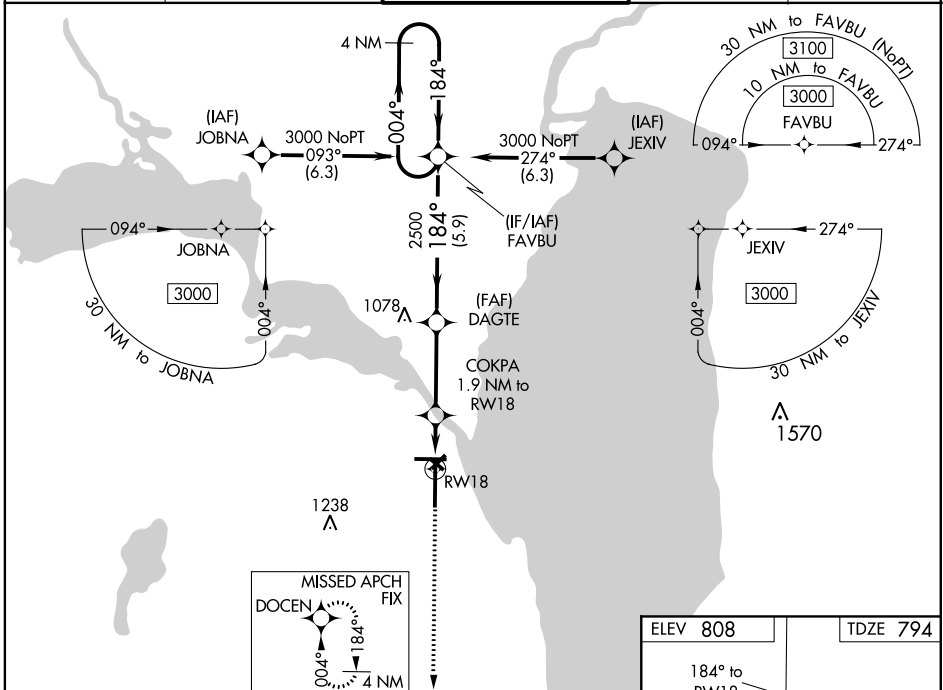 4 NM
004°
184°
30 NM to FAVBU (NoPT)
3100
10 NM to FAVBU
3000
FAVBU
094°
274°
(IAF)
JOBNA
3000 NoPT
093°
(6.3)
3000 NoPT
274°
(6.3)
(IAF)
JEXIV
(IF/IAF)
FAVBU
2500
184°
(5.9)
094°
JOBNA
3000
004°
30 NM to JOBNA
JEXIV
274°
3000
004°
30 NM to JEXIV
1078
(FAF)
DAGTE
COKPA
1.9 NM to
RW18
1570
RW18
1238
MISSED APCH
FIX
DOCEN
184°
004°
4 NM
ELEV 808
TDZE 794
184° to
RW18